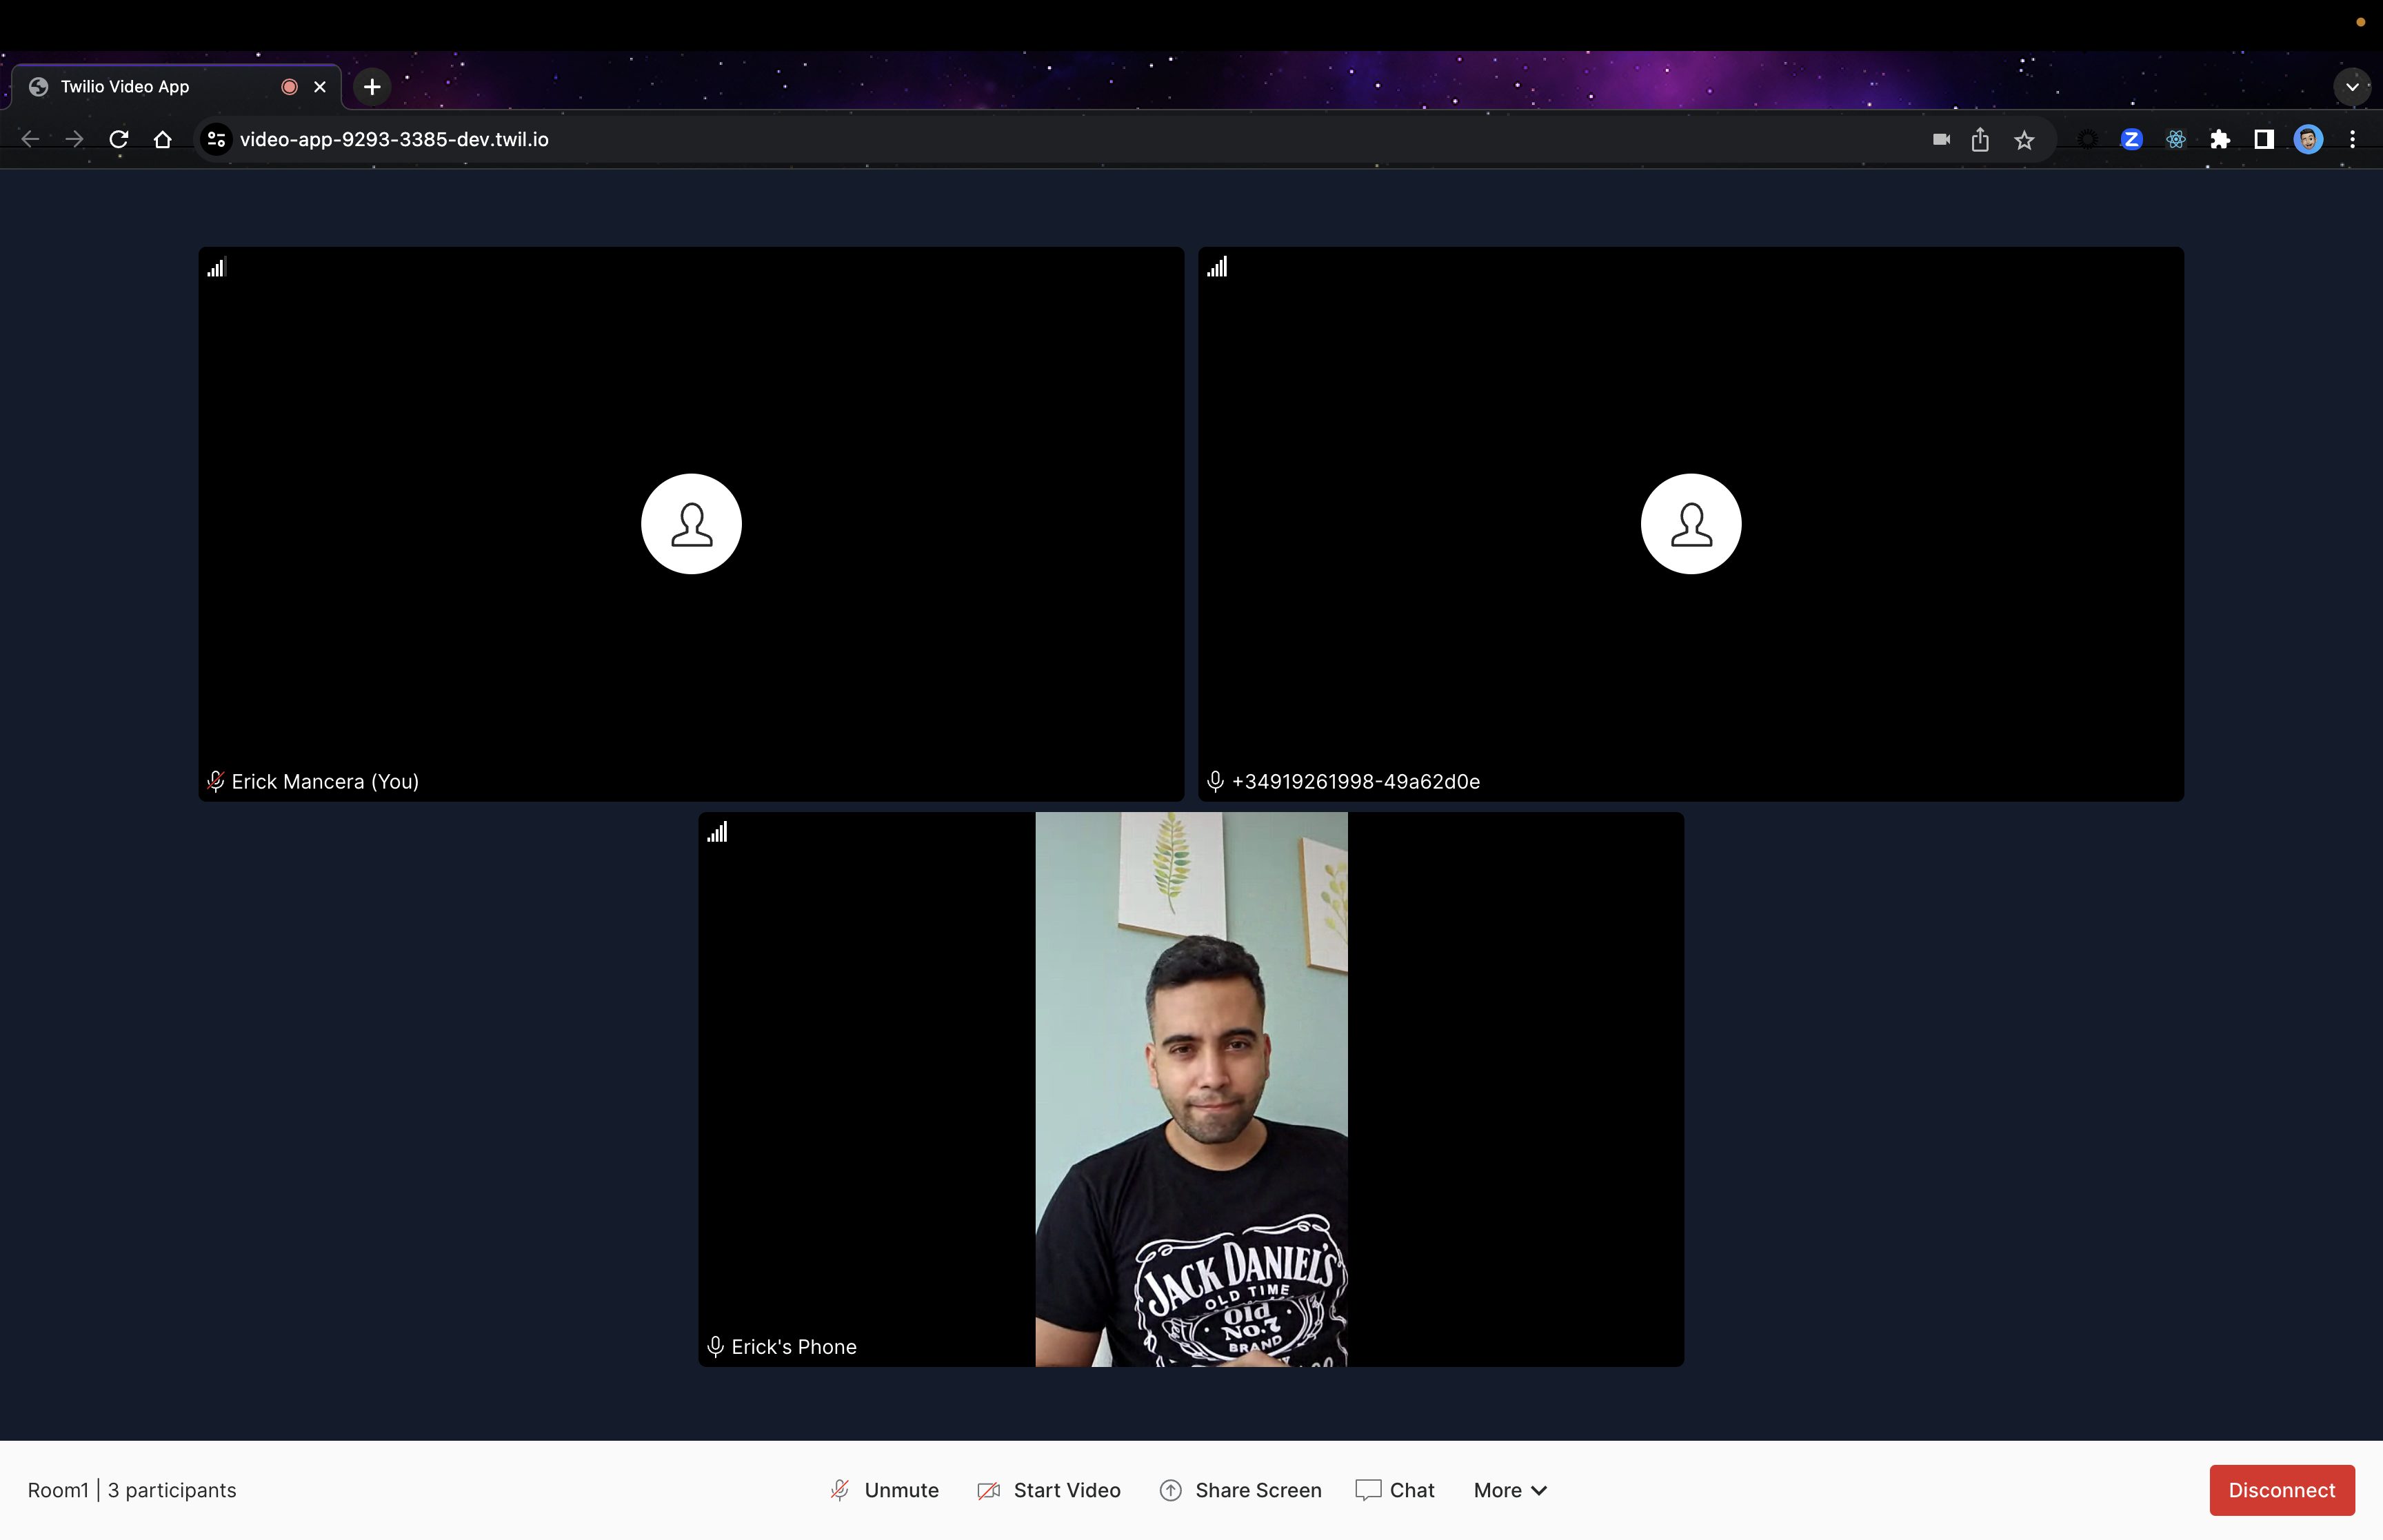 Twilio Video App
video-app-9293-3385-dev.twil.io
Erick Mancera (You)
+34919261998-49a62d0e
JACK DANIEL'S
OLD TIME
Old
No.7
BRAND
Erick's Phone
Room1 | 3 participants
Unmute
Start Video
Share Screen
Chat
More
Disconnect